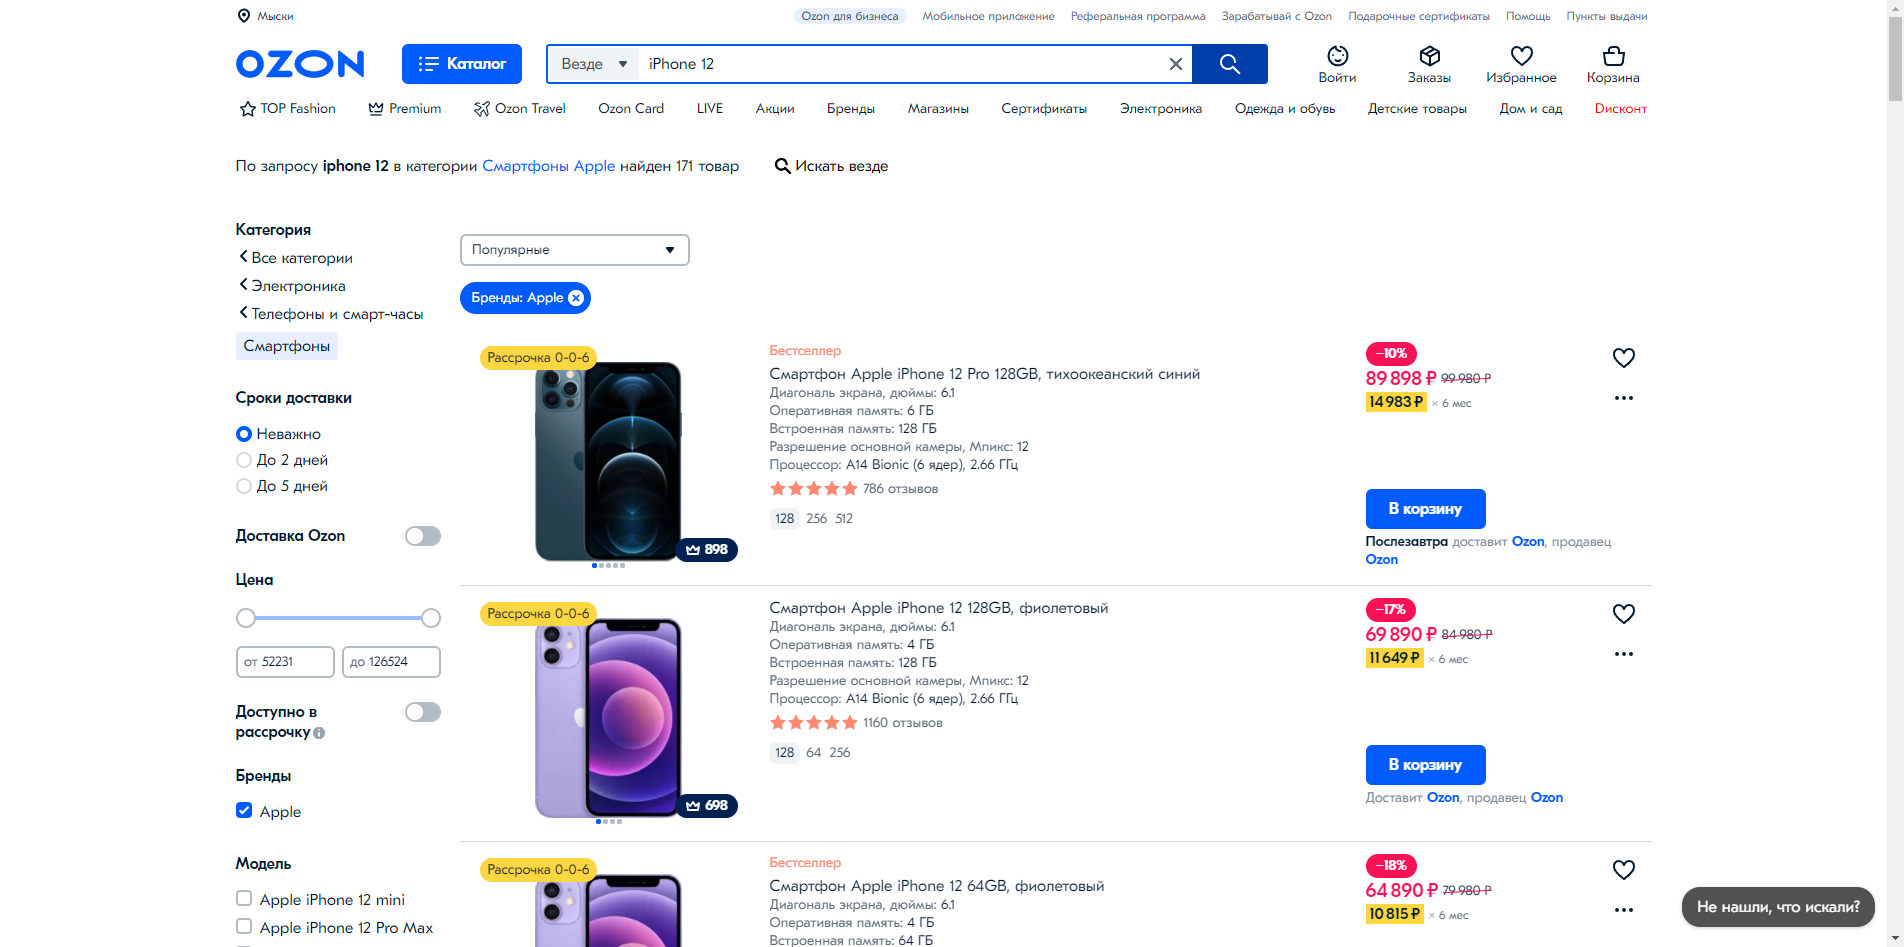 Мыски
Ozon для бизнеса Мобильное приложение Реферальная программа Зарабатывай с Ozon Подарочные сертификаты Помощь Пункты выдачи
OZON Каталог Везде iPhone 12 Войти Заказы Избранное Корзина
TOP Fashion Premium Ozon Travel Ozon Card LIVE Акции Бренды Магазины Сертификаты Электроника Одежда и обувь Детские товары Дом и сад Dисконт
По запросу iphone 12 в категории Смартфоны Apple найден 171 товар Искать везде
Категория
Все категории
Электроника
Телефоны и смарт-часы
Смартфоны
Сроки доставки
Неважно
До 2 дней
До 5 дней
Доставка Ozon
Цена
от 52231 до 126524
Доступно в
рассрочку
Бренды
Apple
Модель
Apple iPhone 12 mini
Apple iPhone 12 Pro Max
Популярные
Бренды: Apple
Рассрочка 0-0-6
898
Бестселлер
Смартфон Apple iPhone 12 Pro 128GB, тихоокеанский синий
Диагональ экрана, дюймы: 6.1
Оперативная память: 6 ГБ
Встроенная память: 128 ГБ
Разрешение основной камеры, Мпикс: 12
Процессор: A14 Bionic (6 ядер), 2.66 ГГц
786 отзывов
128 256 512
−10%
89 898 ₽ 99 980 ₽
14 983 ₽ × 6 мес
В корзину
Послезавтра доставит Ozon, продавец
Ozon
Рассрочка 0-0-6
698
Смартфон Apple iPhone 12 128GB, фиолетовый
Диагональ экрана, дюймы: 6.1
Оперативная память: 4 ГБ
Встроенная память: 128 ГБ
Разрешение основной камеры, Мпикс: 12
Процессор: A14 Bionic (6 ядер), 2.66 ГГц
1160 отзывов
128 64 256
−17%
69 890 ₽ 84 980 ₽
11 649 ₽ × 6 мес
В корзину
Доставит Ozon, продавец Ozon
Рассрочка 0-0-6
Бестселлер
Смартфон Apple iPhone 12 64GB, фиолетовый
Диагональ экрана, дюймы: 6.1
Оперативная память: 4 ГБ
Встроенная память: 64 ГБ
−18%
64 890 ₽ 79 980 ₽
10 815 ₽ × 6 мес
Не нашли, что искали?